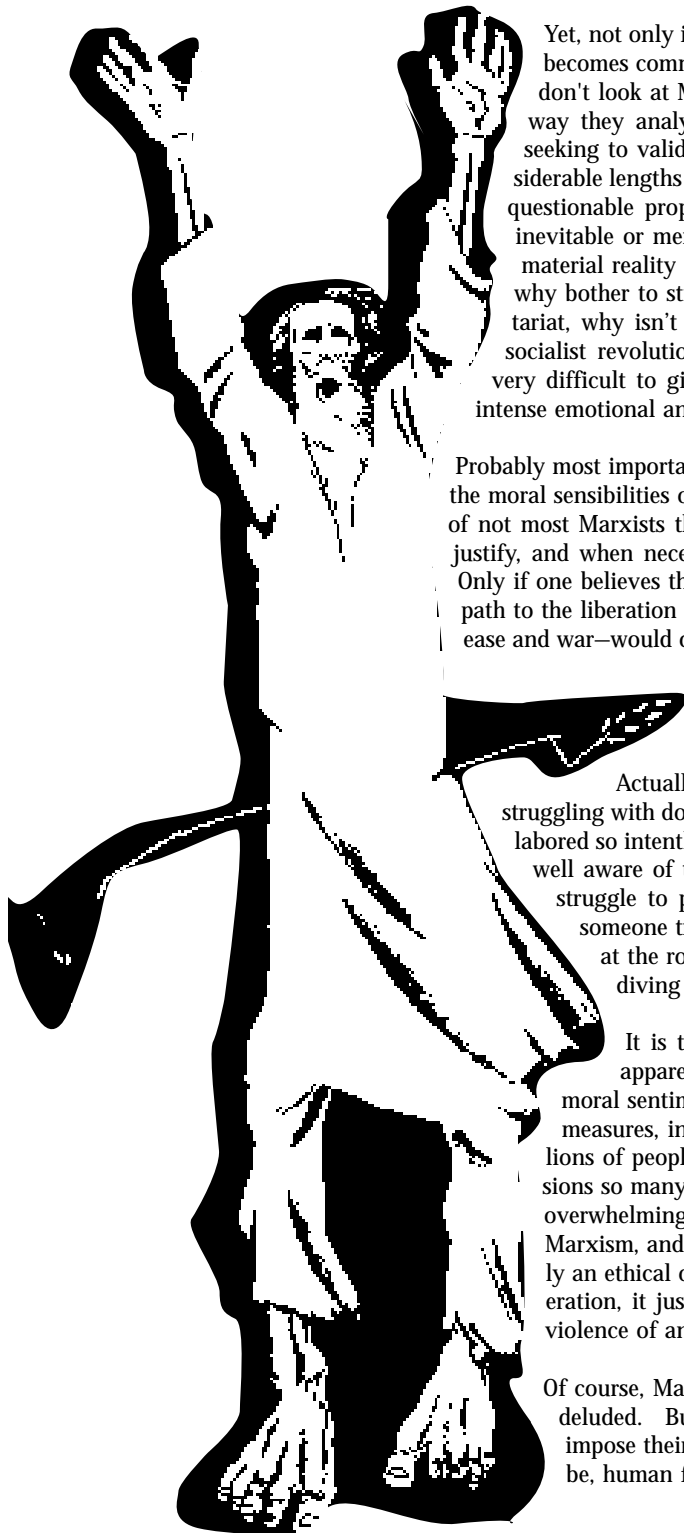 Yet, not only i
becomes comm
don't look at M
way they analy
seeking to valid
siderable lengths
questionable prop
inevitable or mer
material reality
why bother to st
tariat, why isn’t
socialist revolutio
very difficult to gi
intense emotional an
Probably most importa
the moral sensibilities o
of not most Marxists th
justify, and when nece
Only if one believes th
path to the liberation
ease and war—would o
Actuall
struggling with do
labored so intentl
well aware of t
struggle to p
someone tr
at the ro
diving
It is t
appare
moral sentim
measures, in
lions of peopl
sions so many
overwhelming
Marxism, and
ly an ethical o
eration, it jus
violence of an
Of course, Ma
deluded. Bu
impose their
be, human f